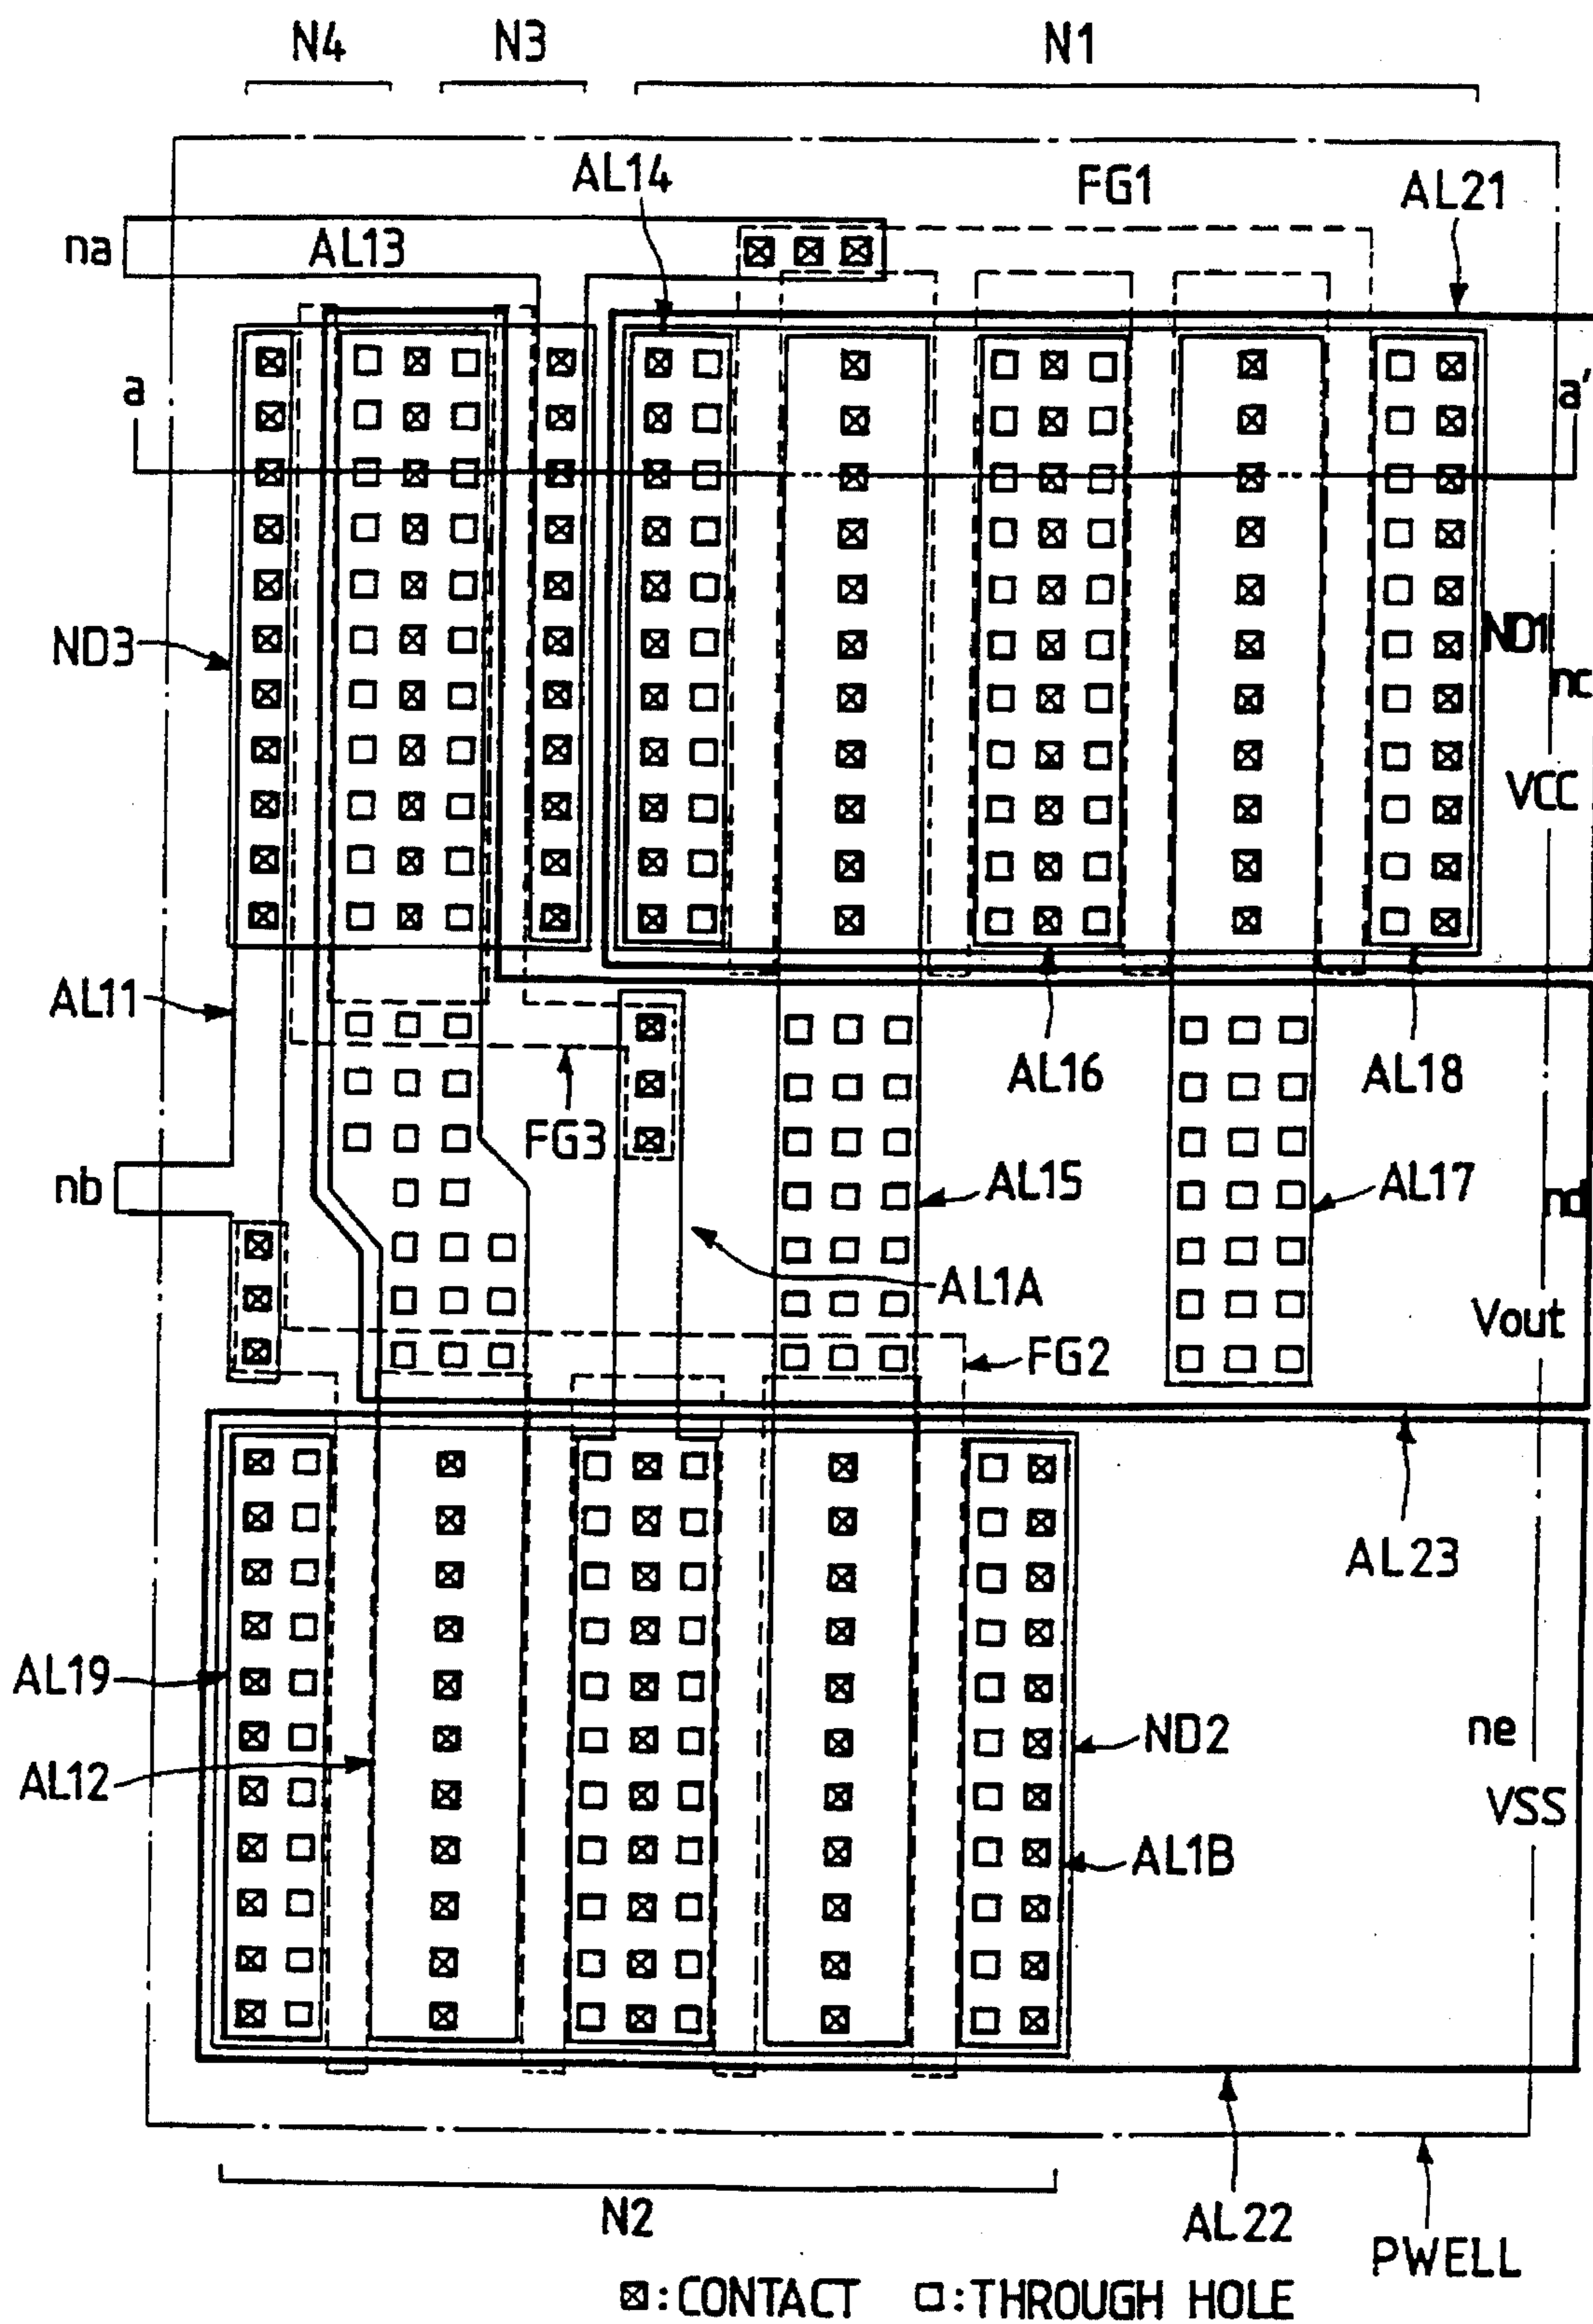 N4 N3 N1
AL14 FG1 AL21
na AL13
a a'
ND3 ND1
nc
VCC
AL11
AL16 AL18
FG3
nb AL15 AL17 nd
AL1A
Vout
FG2
AL23
AL19
ND2 ne
AL12
VSS
AL1B
N2
AL22
PWELL
:CONTACT :THROUGH HOLE